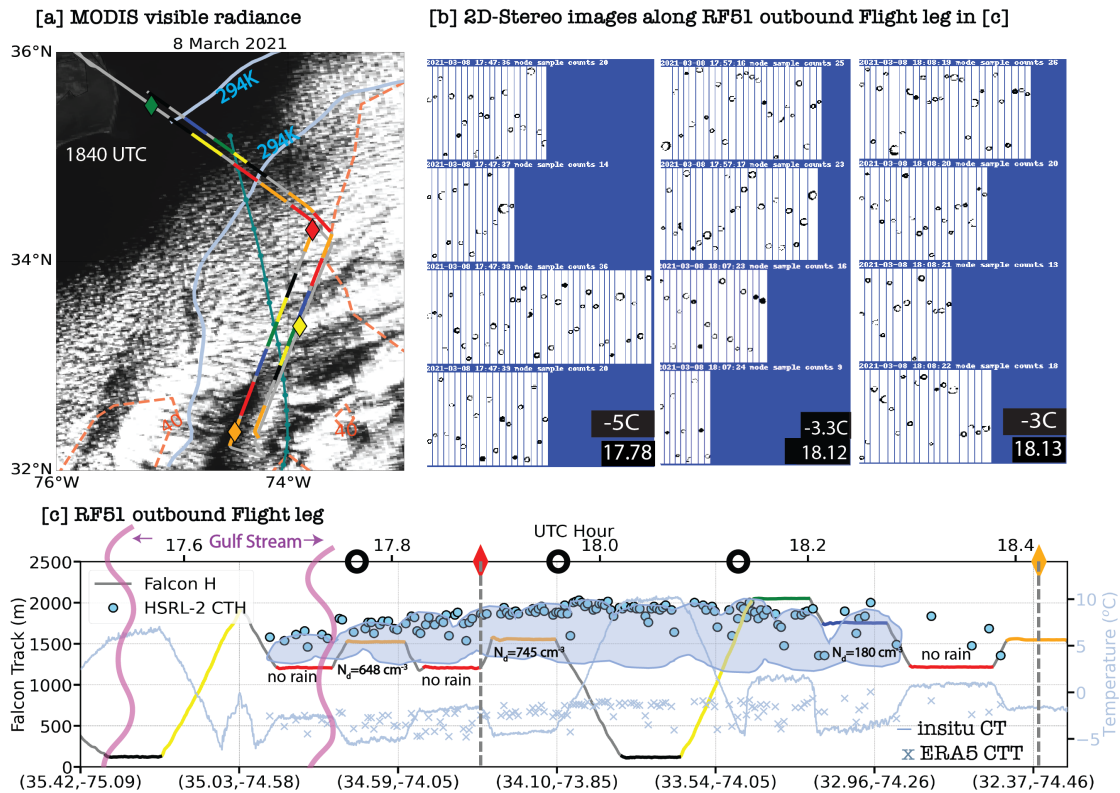 [a] MODIS visible radiance
8 March 2021
36°N
294K
294K
1840 UTC
34°N
40
40
32°N
76°W
74°W
[b] 2D-Stereo images along RF51 outbound Flight leg in [c]
2021-03-08 17:47:36 mode sample counts 20
2021-03-08 17:57:16 mode sample counts 25
2021-03-08 18:08:19 mode sample counts 26
2021-03-08 17:47:37 mode sample counts 14
2021-03-08 17:57:17 mode sample counts 23
2021-03-08 18:08:20 mode sample counts 20
2021-03-08 17:47:38 mode sample counts 36
2021-03-08 18:07:23 mode sample counts 16
2021-03-08 18:08:21 mode sample counts 13
2021-03-08 17:47:39 mode sample counts 20
2021-03-08 18:07:24 mode sample counts 9
2021-03-08 18:08:22 mode sample counts 18
-5C
17.78
-3.3C
18.12
-3C
18.13
[c] RF51 outbound Flight leg
UTC Hour
Gulf Stream
17.6
17.8
18.0
18.2
18.4
Falcon Track (m)
2500
2000
1500
1000
500
0
Falcon H
HSRL-2 CTH
no rain
Nd=648 cm-3
no rain
Nd=745 cm-3
Nd=180 cm-3
no rain
insitu CT
x ERA5 CTT
10
5
0
−5
Temperature (°C)
(35.42,-75.09)
(35.03,-74.58)
(34.59,-74.05)
(34.10,-73.85)
(33.54,-74.05)
(32.96,-74.26)
(32.37,-74.46)